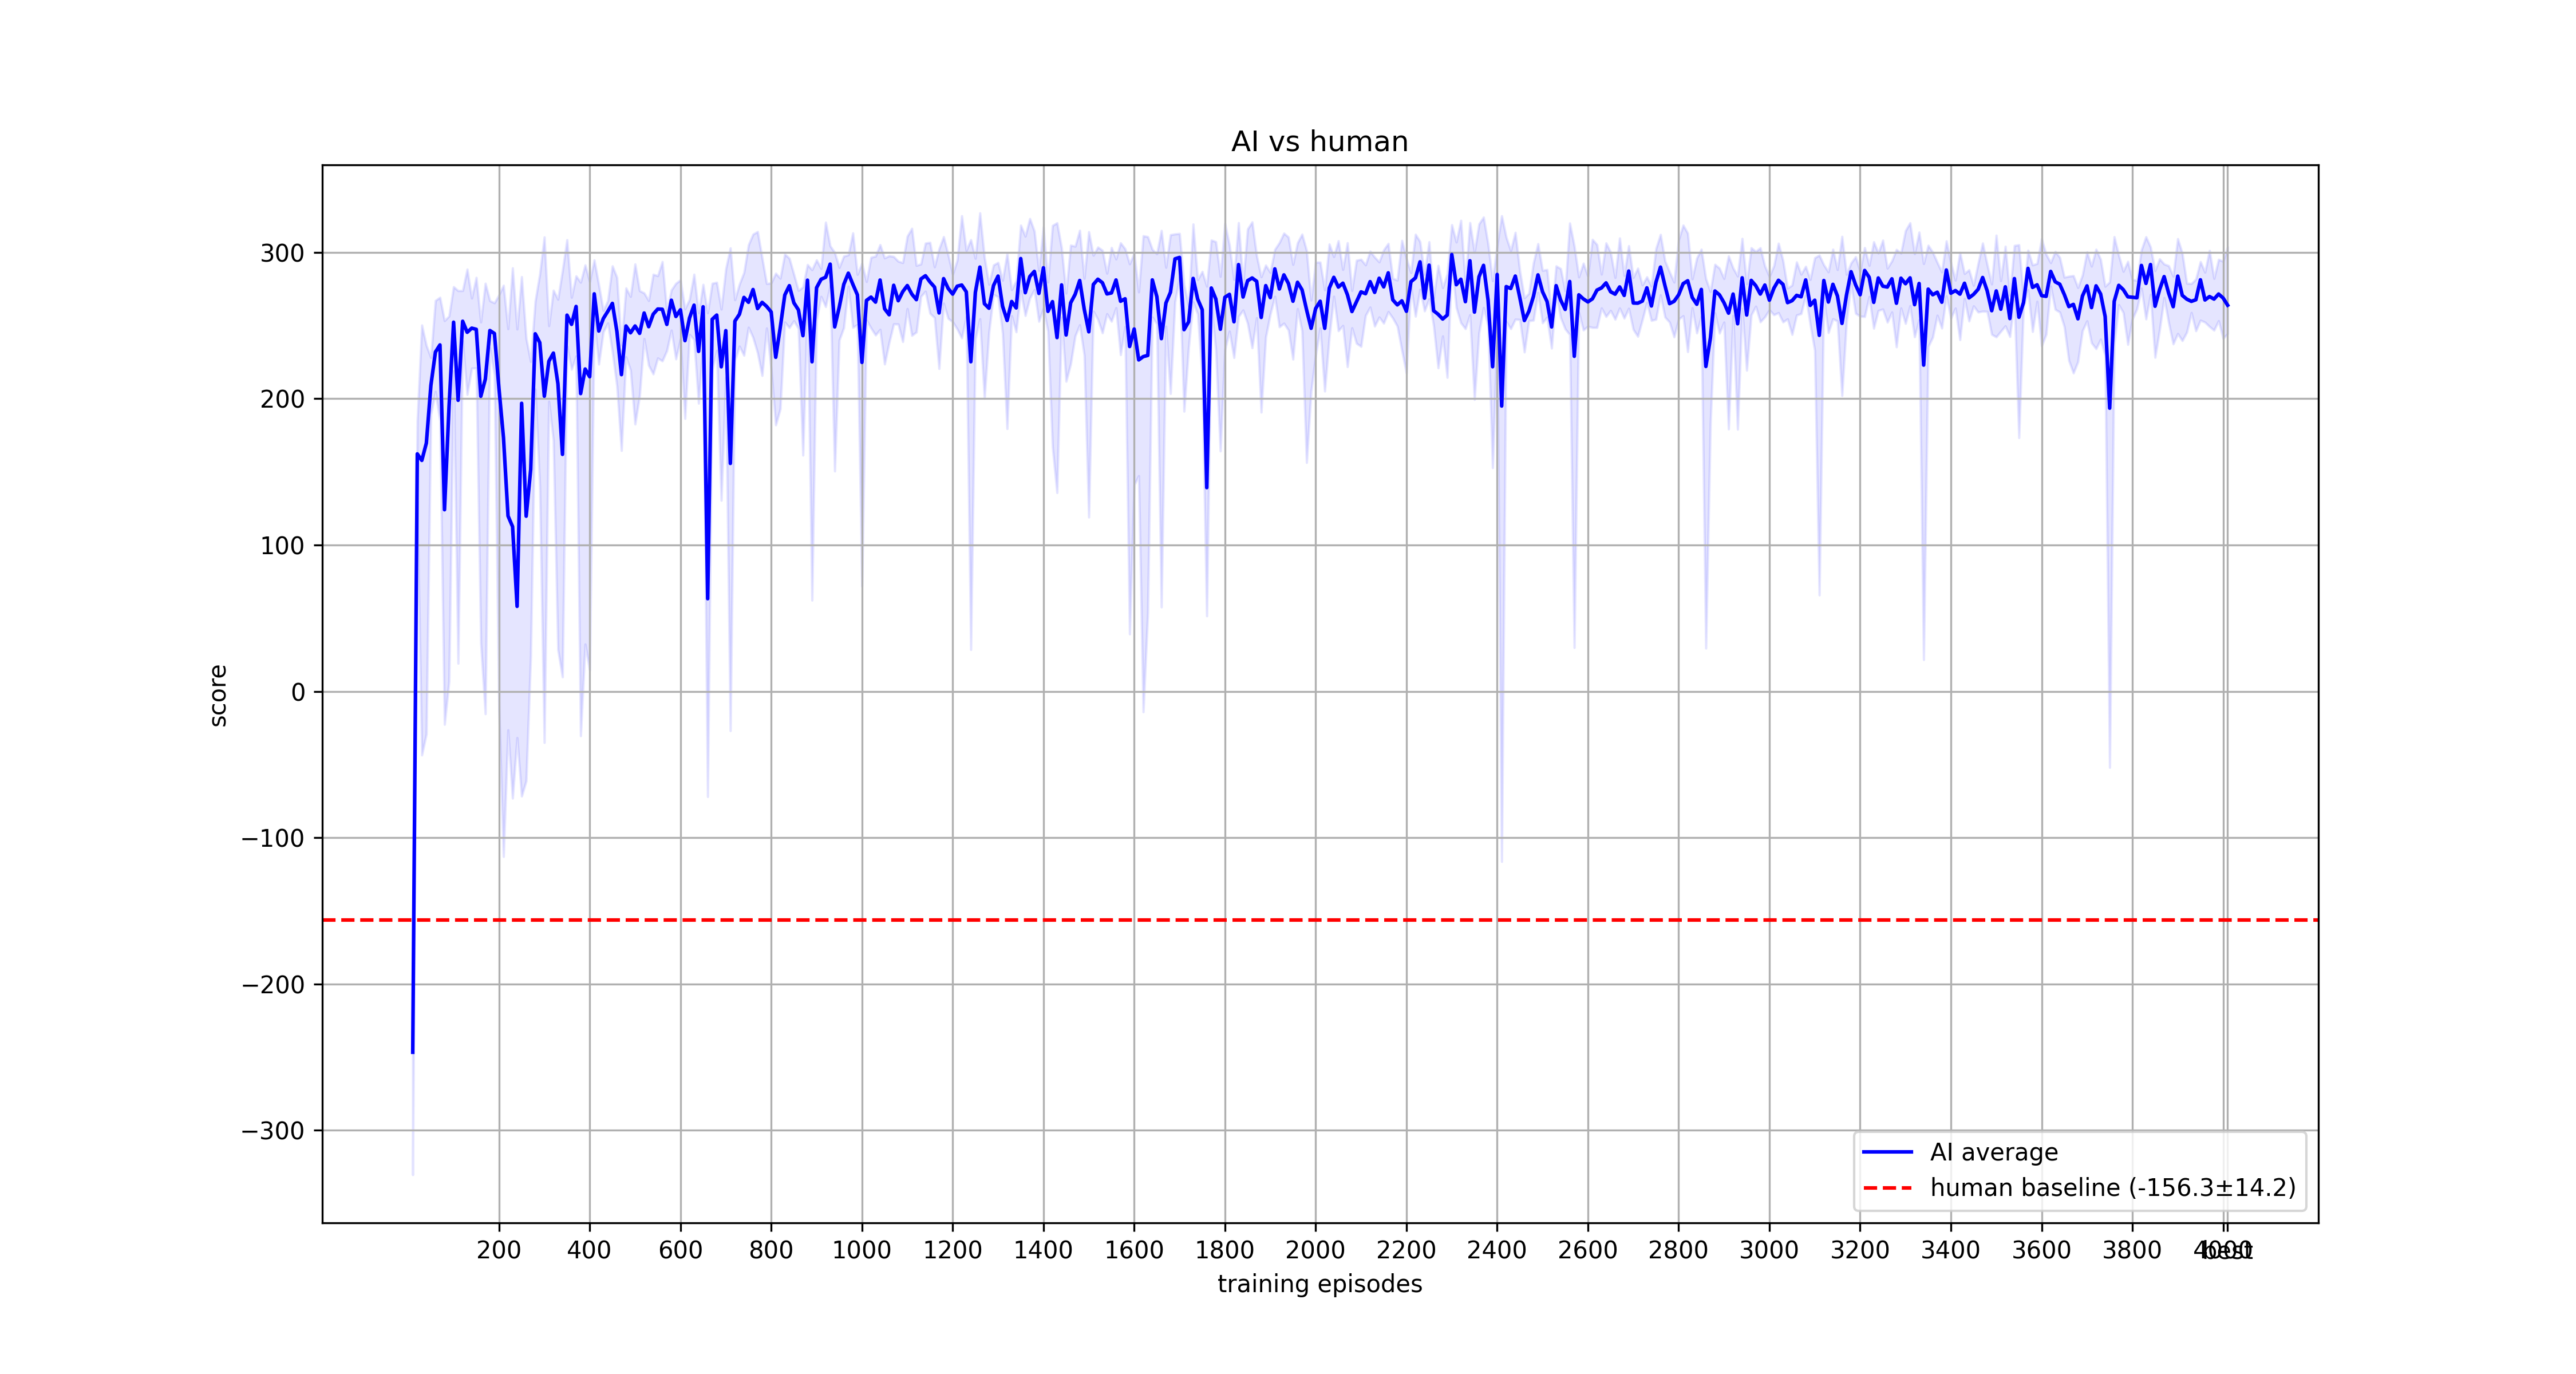 AI vs human
300
200
100
0
−100
−200
−300
score
200 400 600 800 1000 1200 1400 1600 1800 2000 2200 2400 2600 2800 3000 3200 3400 3600 3800 4000 best
training episodes
AI average
human baseline (-156.3±14.2)